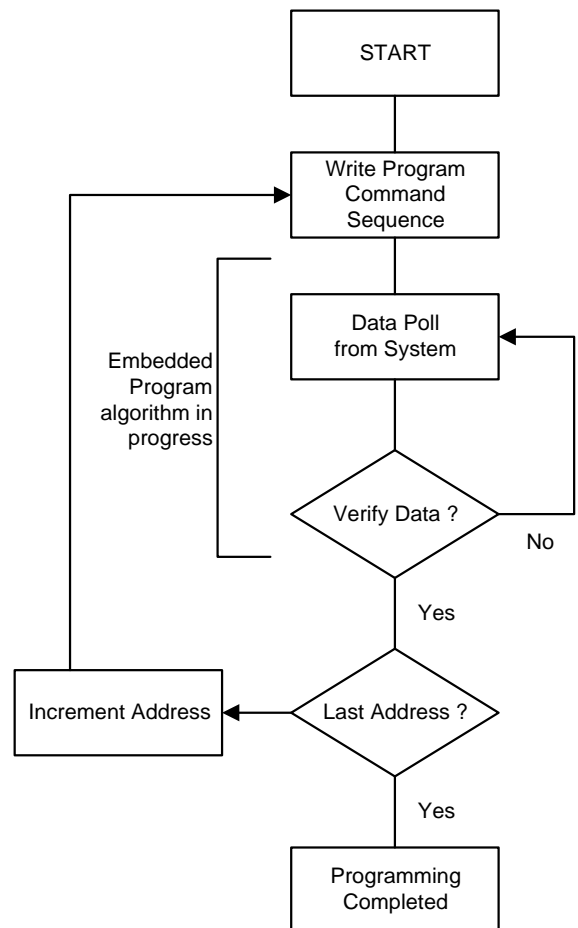 START
Write Program
Command
Sequence
Data Poll
from System
Embedded
Program
algorithm in
progress
Verify Data ?
No
Yes
Increment Address
Last Address ?
Yes
Programming
Completed